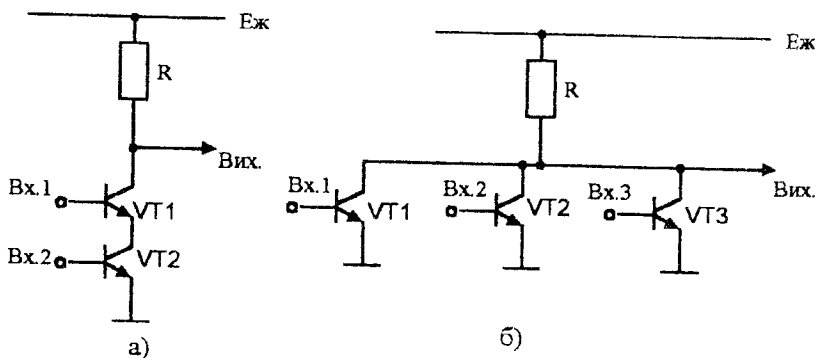 Еж
R
Вих.
Вх.1
VT1
Вх.2
VT2
а)
Еж
R
Вих.
Вх.1
VT1
Вх.2
VT2
Вх.3
VT3
б)